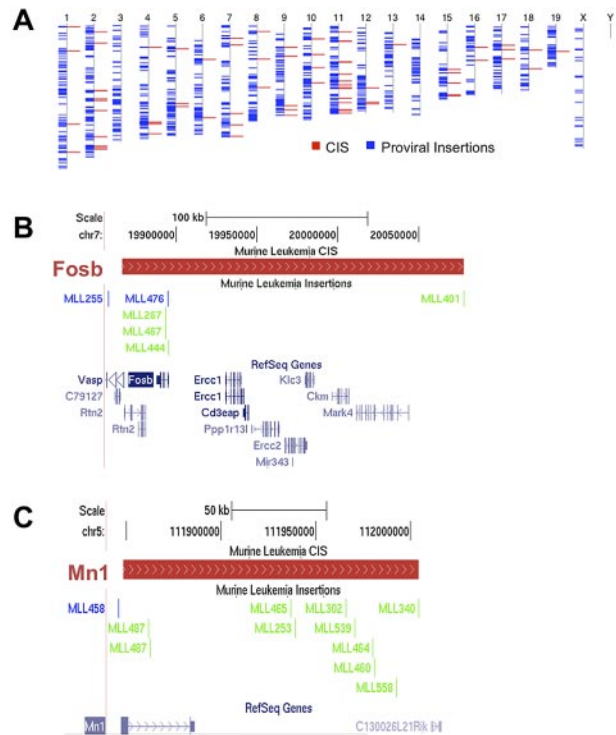 A
1 2 3 4 5 6 7 8 9 10 11 12 13 14 15 16 17 18 19 X Y
CIS Proviral Insertions
B
Scale 100 kb
chr7: 19900000 19950000 20000000 20050000
Murine Leukemia CIS
Fosb
Murine Leukemia Insertions
MLL255 MLL476 MLL401
MLL267
MLL467
MLL444
RefSeq Genes
Vasp Fosb Ercc1 Klc3
C79127 Ercc1 Ckm
Rtn2 Cd3eap Mark4
Rtn2 Ppp1r13l
Ercc2
Mir343
C
Scale 50 kb
chr5: 111900000 111950000 112000000
Murine Leukemia CIS
Mn1
Murine Leukemia Insertions
MLL458 MLL465 MLL302 MLL340
MLL487 MLL253 MLL539
MLL487 MLL464
MLL460
MLL550
RefSeq Genes
Mn1 C130026L21Rik